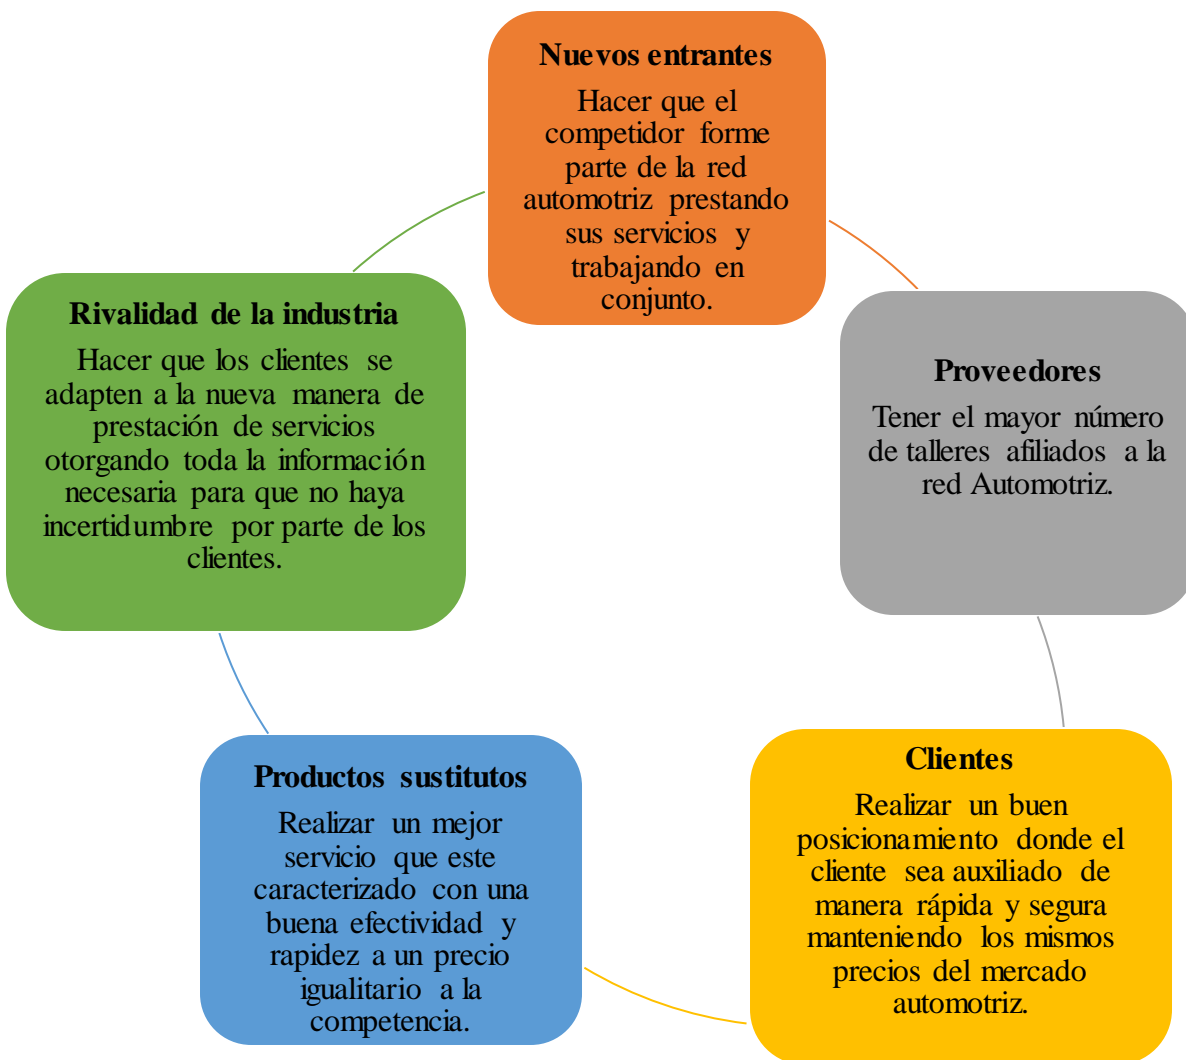 Nuevos entrantes
Hacer que el
competidor forme
parte de la red
automotriz prestando
sus servicios y
trabajando en
conjunto.
Proveedores
Tener el mayor número
de talleres afiliados a la
red Automotriz.
Clientes
Realizar un buen
posicionamiento donde el
cliente sea auxiliado de
manera rápida y segura
manteniendo los mismos
precios del mercado
automotriz.
Productos sustitutos
Realizar un mejor
servicio que este
caracterizado con una
buena efectividad y
rapidez a un precio
igualitario a la
competencia.
Rivalidad de la industria
Hacer que los clientes se
adapten a la nueva manera de
prestación de servicios
otorgando toda la información
necesaria para que no haya
incertidumbre por parte de los
clientes.